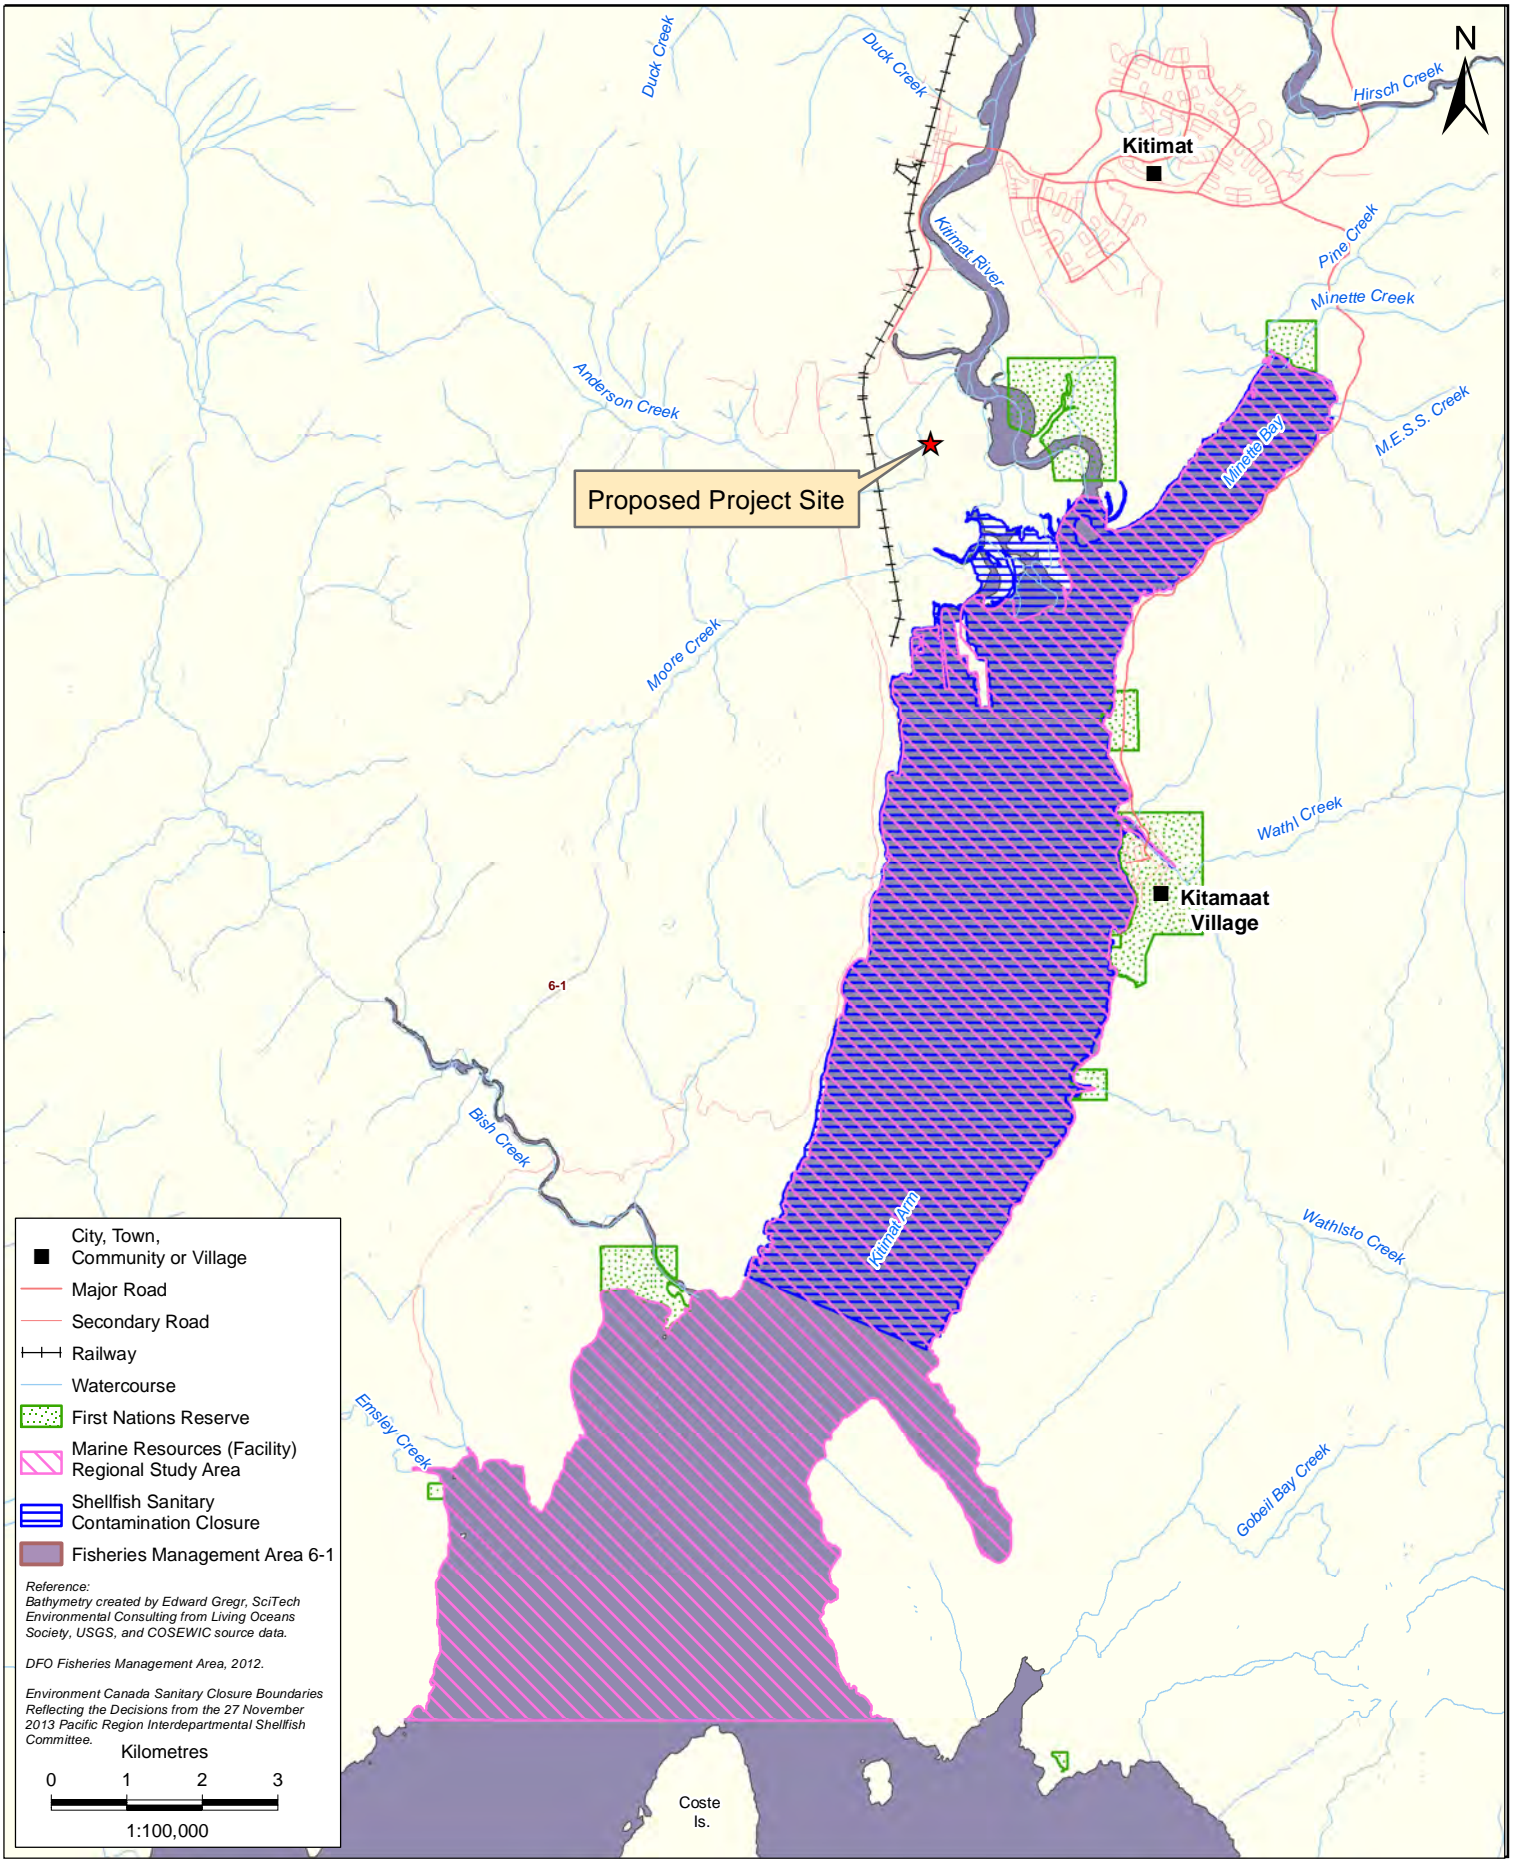 Duck Creek
Duck Creek
N
Hirsch Creek
Kitimat
Kitimat River
Pine Creek
Minette Creek
Anderson Creek
M.E.S.S. Creek
Minette Bay
Proposed Project Site
Moore Creek
Wathl Creek
Kitamaat
Village
6-1
Bish Creek
Kitimat Arm
Wathlsto Creek
Emsley Creek
Gobeil Bay Creek
Coste
Is.
City, Town,
Community or Village
Major Road
Secondary Road
Railway
Watercourse
First Nations Reserve
Marine Resources (Facility)
Regional Study Area
Shellfish Sanitary
Contamination Closure
Fisheries Management Area 6-1
Reference:
Bathymetry created by Edward Gregr, SciTech
Environmental Consulting from Living Oceans
Society, USGS, and COSEWIC source data.
DFO Fisheries Management Area, 2012.
Environment Canada Sanitary Closure Boundaries
Reflecting the Decisions from the 27 November
2013 Pacific Region Interdepartmental Shellfish
Committee.
Kilometres
0 1 2 3
1:100,000